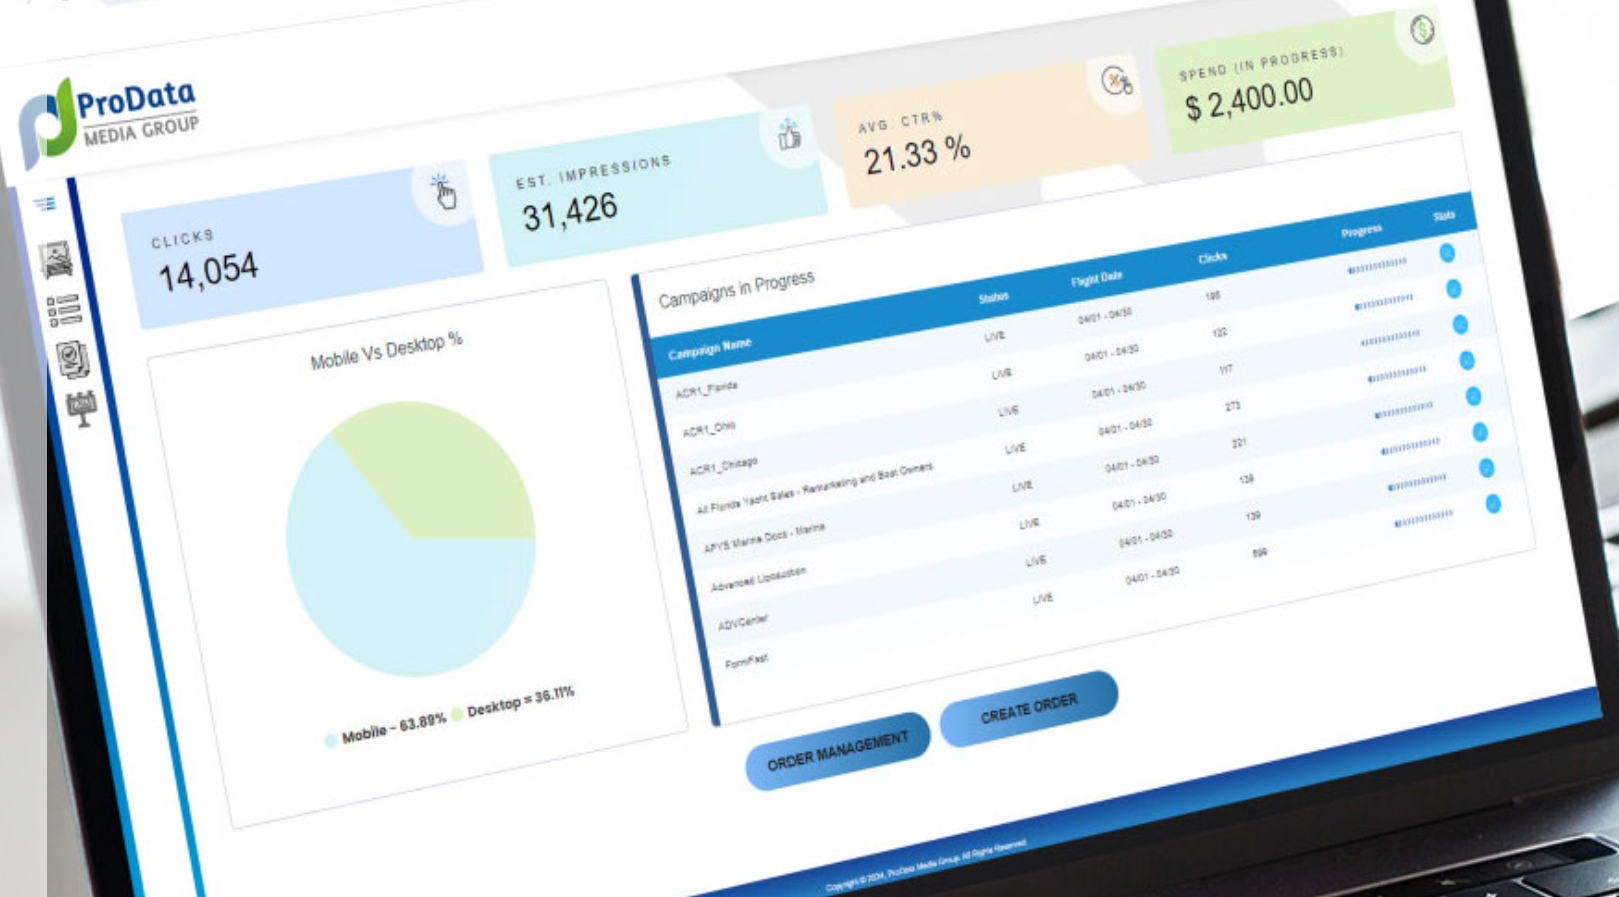 ProData
MEDIA GROUP
CLICKS
14,054
EST. IMPRESSIONS
31,426
AVG. CTR%
21.33 %
SPEND (IN PROGRESS)
$ 2,400.00
Mobile Vs Desktop %
Mobile - 63.89% Desktop = 36.11%
Campaigns in Progress
Campaign Name Status Flight Date Clicks Progress Stats
ACR1_Florida LIVE 04/01 - 04/30
ACR1_Ohio LIVE 04/01 - 04/30 122
ACR1_Chicago LIVE 04/01 - 04/30 117
All Florida Yacht Sales - Remarketing and Boat Owners LIVE 04/01 - 04/30 273
APYS Marine Docs - Marine LIVE 04/01 - 04/30 221
Advanced Liposuction LIVE 04/01 - 04/30
ADVCenter LIVE 04/01 - 04/30 139
FormFast LIVE 04/01 - 04/30
ORDER MANAGEMENT
CREATE ORDER
Copyright © 2024, ProData Media Group. All Rights Reserved.